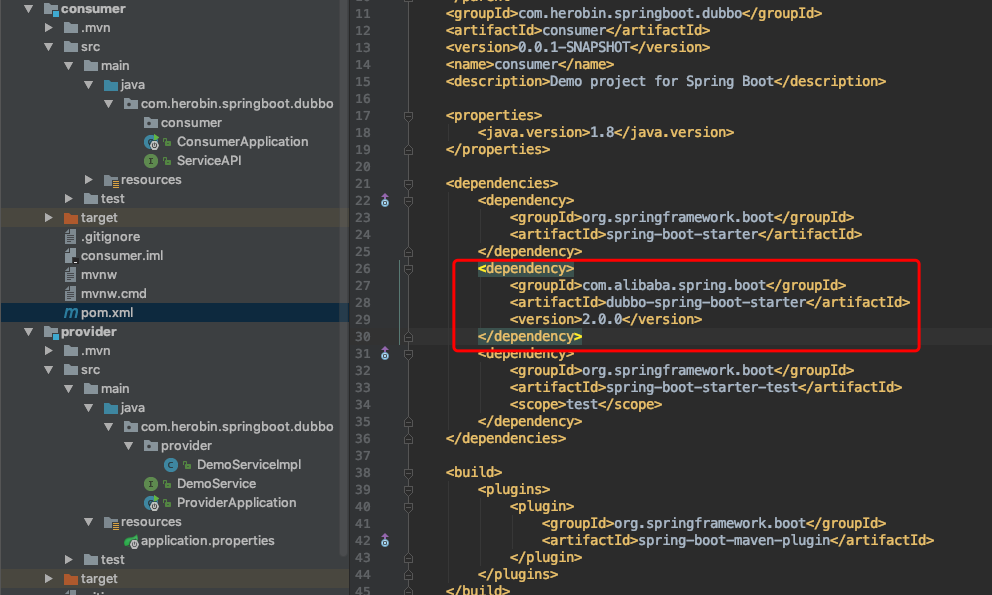 consumer
.mvn
src
main
java
com.herobin.springboot.dubbo
consumer
ConsumerApplication
ServiceAPI
resources
test
target
.gitignore
consumer.iml
mvnw
mvnw.cmd
pom.xml
provider
.mvn
src
main
java
com.herobin.springboot.dubbo
provider
DemoServiceImpl
DemoService
ProviderApplication
resources
application.properties
test
target
11 <groupId>com.herobin.springboot.dubbo</groupId>
12 <artifactId>consumer</artifactId>
13 <version>0.0.1-SNAPSHOT</version>
14 <name>consumer</name>
15 <description>Demo project for Spring Boot</description>
16
17 <properties>
18 <java.version>1.8</java.version>
19 </properties>
20
21 <dependencies>
22 <dependency>
23 <groupId>org.springframework.boot</groupId>
24 <artifactId>spring-boot-starter</artifactId>
25 </dependency>
26 <dependency>
27 <groupId>com.alibaba.spring.boot</groupId>
28 <artifactId>dubbo-spring-boot-starter</artifactId>
29 <version>2.0.0</version>
30 </dependency>
31 <dependency>
32 <groupId>org.springframework.boot</groupId>
33 <artifactId>spring-boot-starter-test</artifactId>
34 <scope>test</scope>
35 </dependency>
36 </dependencies>
37
38 <build>
39 <plugins>
40 <plugin>
41 <groupId>org.springframework.boot</groupId>
42 <artifactId>spring-boot-maven-plugin</artifactId>
43 </plugin>
44 </plugins>
45 </build>